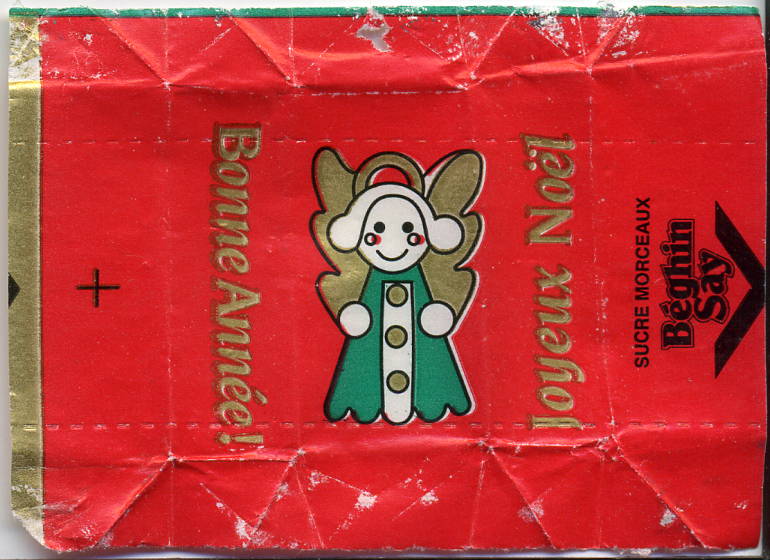 Joyeux Noël
Bonne Année!
SUCRE MORCEAUX
Béghin
Say